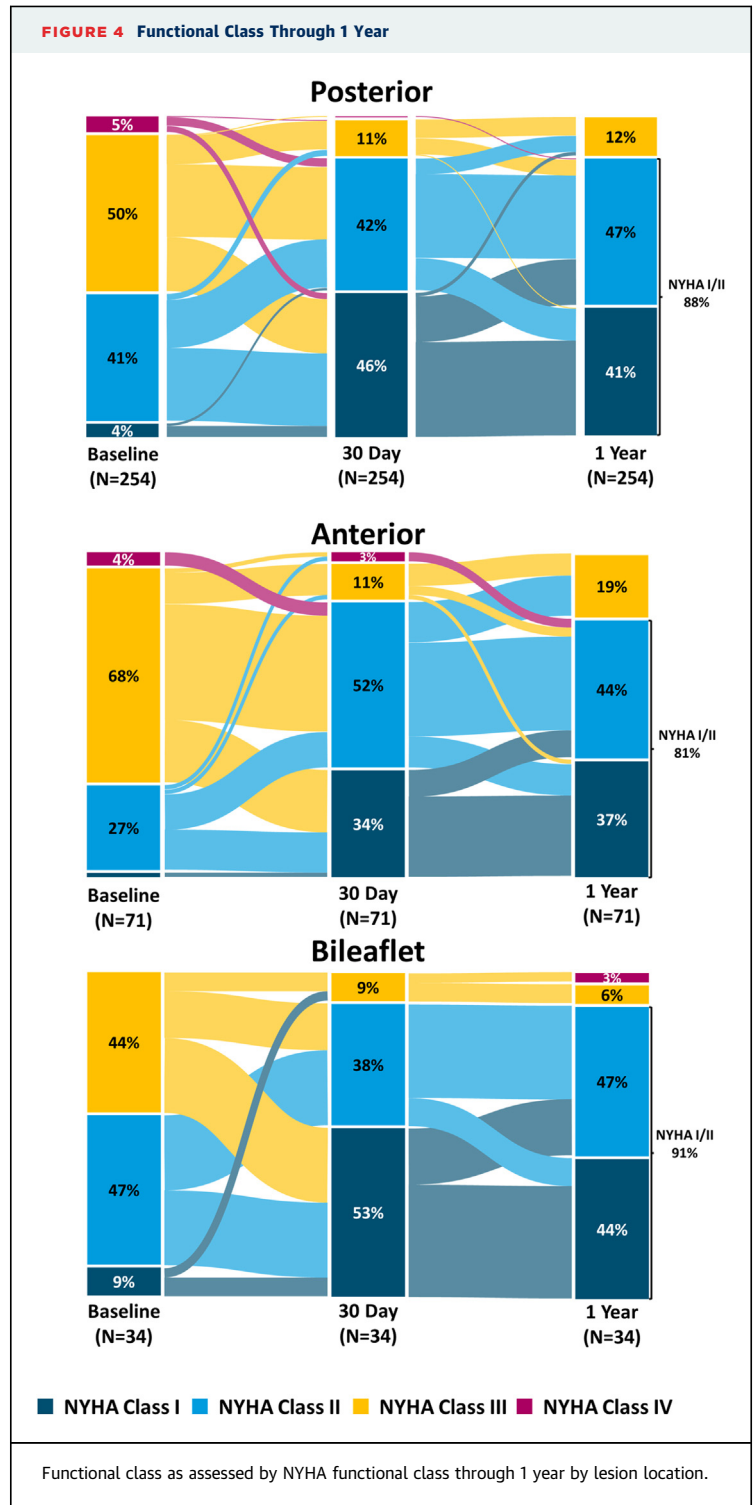 FIGURE 4 Functional Class Through 1 Year
Posterior
5%
50%
41%
4%
11%
42%
46%
12%
47%
41%
NYHA I/II
88%
Baseline
(N=254)
30 Day
(N=254)
1 Year
(N=254)
Anterior
4%
68%
27%
3%
11%
52%
34%
19%
44%
37%
NYHA I/II
81%
Baseline
(N=71)
30 Day
(N=71)
1 Year
(N=71)
Bileaflet
44%
47%
9%
9%
38%
53%
3%
6%
47%
44%
NYHA I/II
91%
Baseline
(N=34)
30 Day
(N=34)
1 Year
(N=34)
NYHA Class I NYHA Class II NYHA Class III NYHA Class IV
Functional class as assessed by NYHA functional class through 1 year by lesion location.